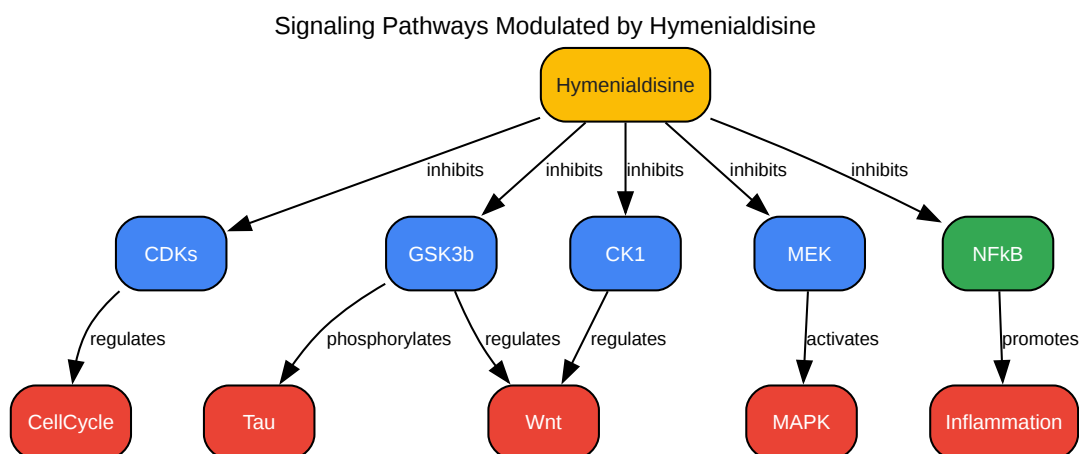 Signaling Pathways Modulated by Hymenialdisine
Hymenialdisine
inhibits
inhibits
inhibits
inhibits
inhibits
CDKs
GSK3b
CK1
MEK
NFkB
regulates
phosphorylates
regulates
regulates
activates
promotes
CellCycle
Tau
Wnt
MAPK
Inflammation